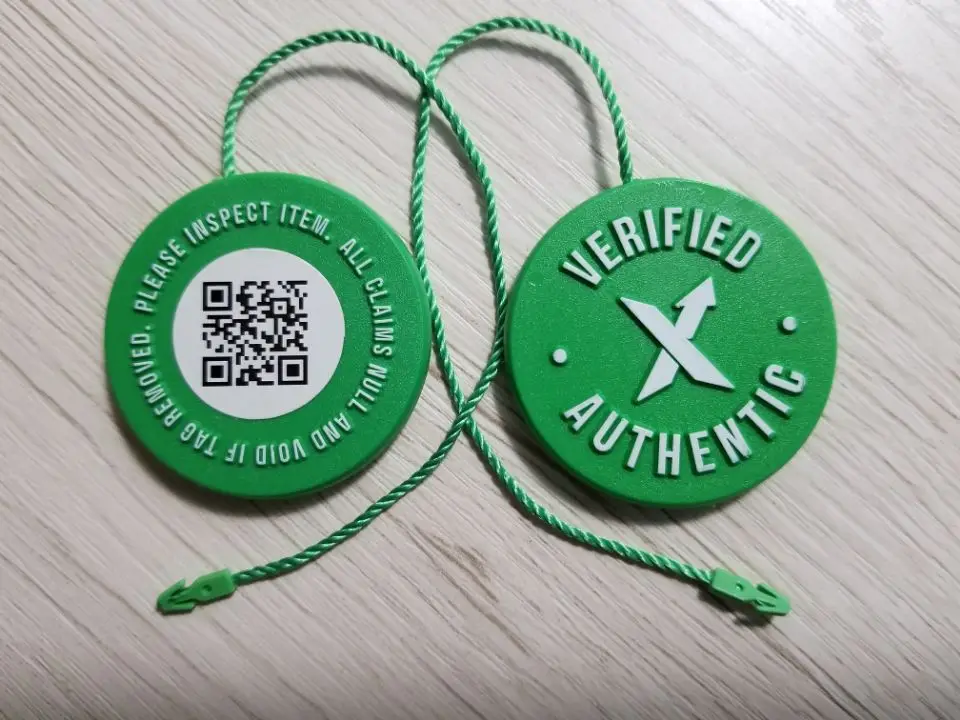 PLEASE INSPECT ITEM. ALL CLAIMS NULL AND VOID IF TAG REMOVED.
VERIFIED
X
AUTHENTIC